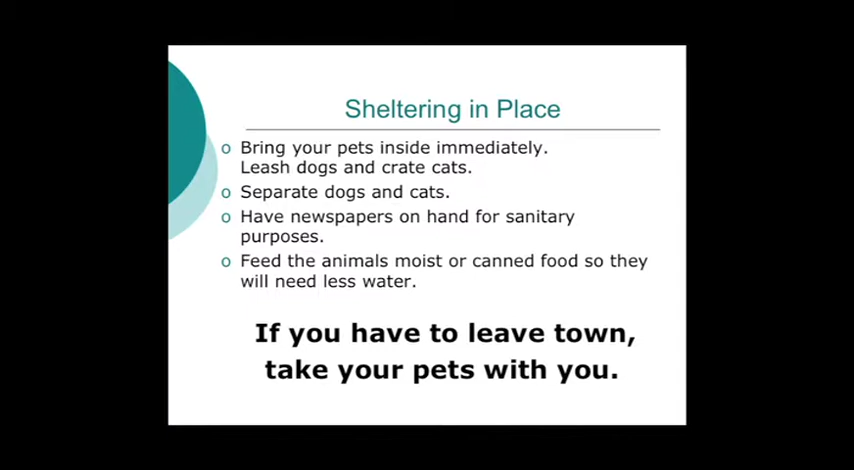 Sheltering in Place
o Bring your pets inside immediately.
Leash dogs and crate cats.
o Separate dogs and cats.
o Have newspapers on hand for sanitary
purposes.
o Feed the animals moist or canned food so they
will need less water.
If you have to leave town,
take your pets with you.